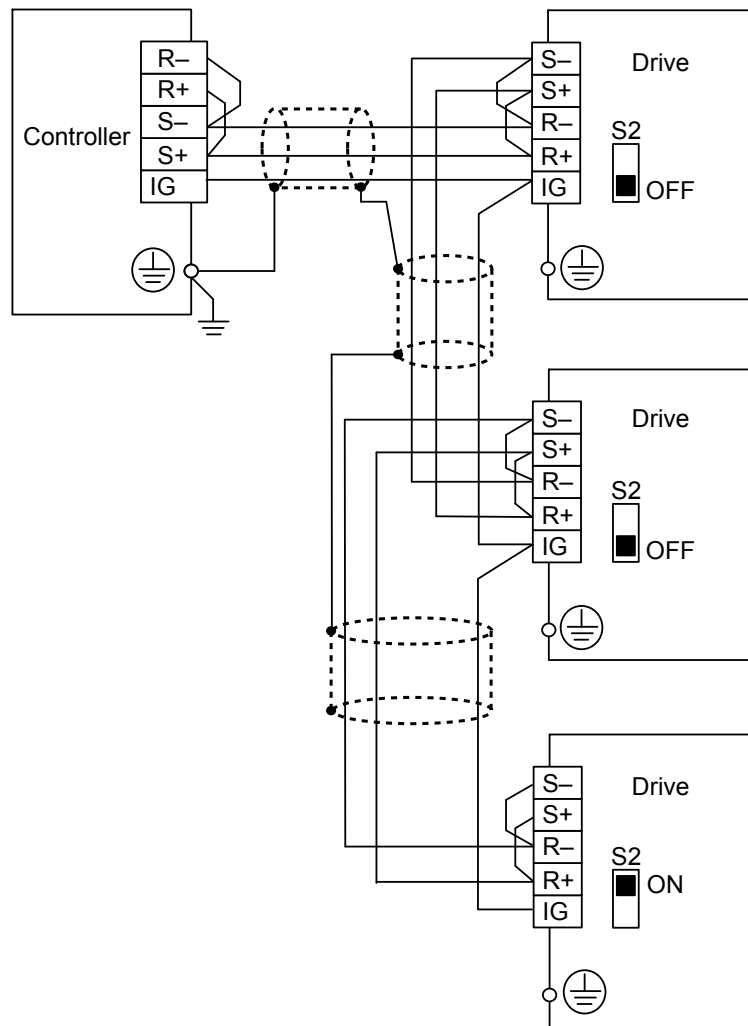 Controller
R–
R+
S–
S+
IG
S–
S+
R–
R+
IG
Drive
S2
OFF
S–
S+
R–
R+
IG
Drive
S2
OFF
S–
S+
R–
R+
IG
Drive
S2
ON